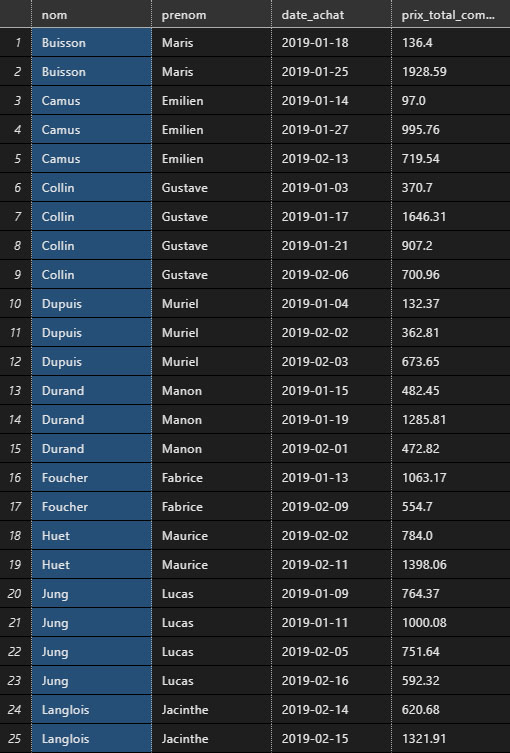 nom prenom date_achat prix_total_com...
1 Buisson Maris 2019-01-18 136.4
2 Buisson Maris 2019-01-25 1928.59
3 Camus Emilien 2019-01-14 97.0
4 Camus Emilien 2019-01-27 995.76
5 Camus Emilien 2019-02-13 719.54
6 Collin Gustave 2019-01-03 370.7
7 Collin Gustave 2019-01-17 1646.31
8 Collin Gustave 2019-01-21 907.2
9 Collin Gustave 2019-02-06 700.96
10 Dupuis Muriel 2019-01-04 132.37
11 Dupuis Muriel 2019-02-02 362.81
12 Dupuis Muriel 2019-02-03 673.65
13 Durand Manon 2019-01-15 482.45
14 Durand Manon 2019-01-19 1285.81
15 Durand Manon 2019-02-01 472.82
16 Foucher Fabrice 2019-01-13 1063.17
17 Foucher Fabrice 2019-02-09 554.7
18 Huet Maurice 2019-02-02 784.0
19 Huet Maurice 2019-02-11 1398.06
20 Jung Lucas 2019-01-09 764.37
21 Jung Lucas 2019-01-11 1000.08
22 Jung Lucas 2019-02-05 751.64
23 Jung Lucas 2019-02-16 592.32
24 Langlois Jacinthe 2019-02-14 620.68
25 Langlois Jacinthe 2019-02-15 1321.91